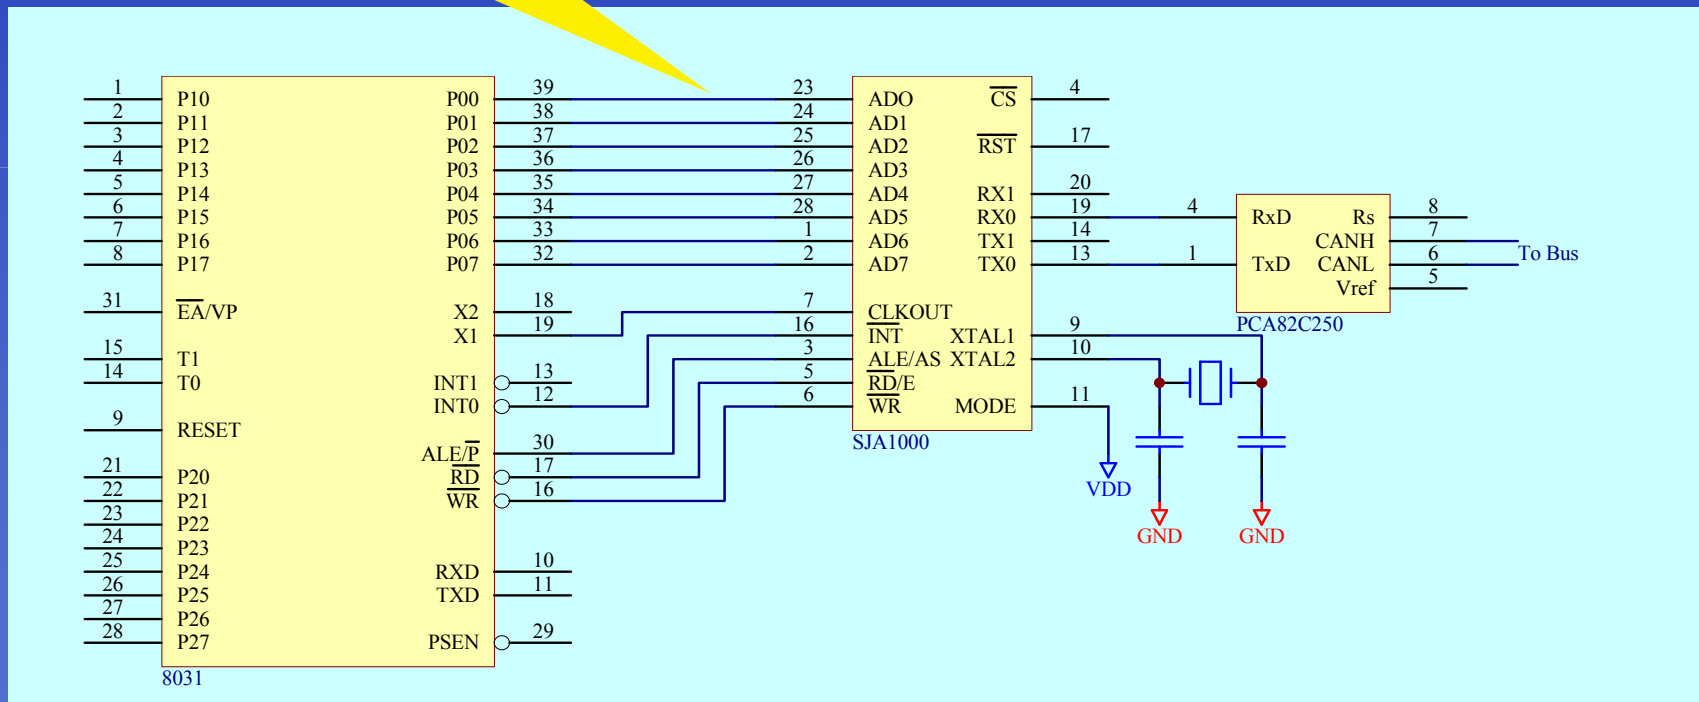 1 P10 P00 39 23 ADO CS 4
2 P11 P01 38 24 AD1
3 P12 P02 37 25 AD2 RST 17
4 P13 P03 36 26 AD3
5 P14 P04 35 27 AD4 RX1 20
6 P15 P05 34 28 AD5 RX0 19 4 RxD Rs 8
7 P16 P06 33 1 AD6 TX1 14 CANH 7
8 P17 P07 32 2 AD7 TX0 13 1 TxD CANL 6 To Bus
Vref 5
31 EA/VP X2 18 7 CLKOUT PCA82C250
X1 19 16 INT XTAL1 9
15 T1 3 ALE/AS XTAL2 10
14 T0 INT1 13 5 RD/E
INT0 12 6 WR MODE 11
9 RESET SJA1000
ALE/P 30
21 P20 RD 17 VDD
22 P21 WR 16
23 P22
24 P23 GND GND
25 P24 RXD 10
26 P25 TXD 11
27 P26
28 P27 PSEN 29
8031